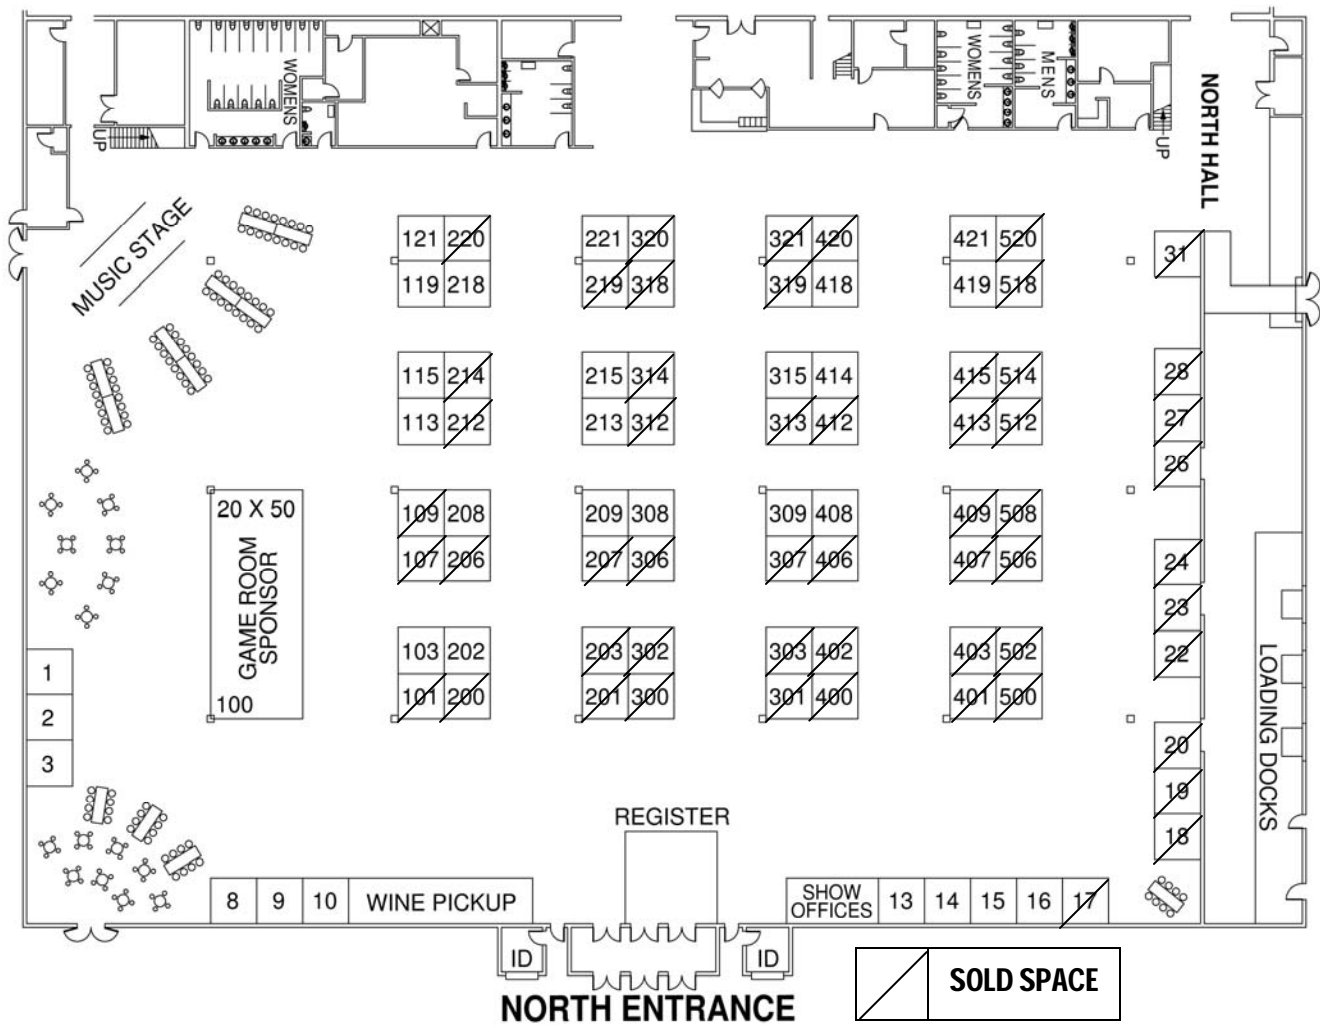 WOMENS
WOMENS
MENS
NORTH HALL
UP
UP
MUSIC STAGE
121 220 221 320 321 420 421 520
31
119 218 219 318 319 418 419 518
115 214 215 314 315 414 415 514
28
113 212 213 312 313 412 413 512
27
26
20 X 50
109 208 209 308 309 408 409 508
107 206 207 306 307 406 407 506
24
GAME ROOM
SPONSOR
23
103 202 203 302 303 402 403 502
22
1
101 200 201 300 301 400 401 500
100
2
3
20
19
18
LOADING DOCKS
REGISTER
8 9 10 WINE PICKUP
SHOW
OFFICES
13 14 15 16 17
ID
ID
SOLD SPACE
NORTH ENTRANCE